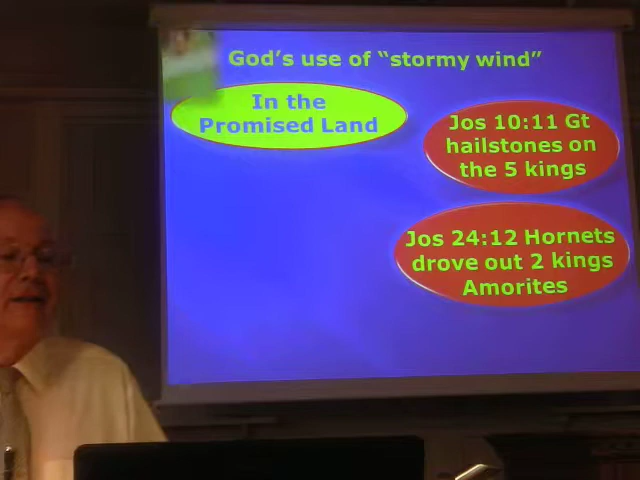 God's use of “stormy wind”
In the
Promised Land
Jos 10:11 Gt
hailstones on
the 5 kings
Jos 24:12 Hornets
drove out 2 kings
Amorites